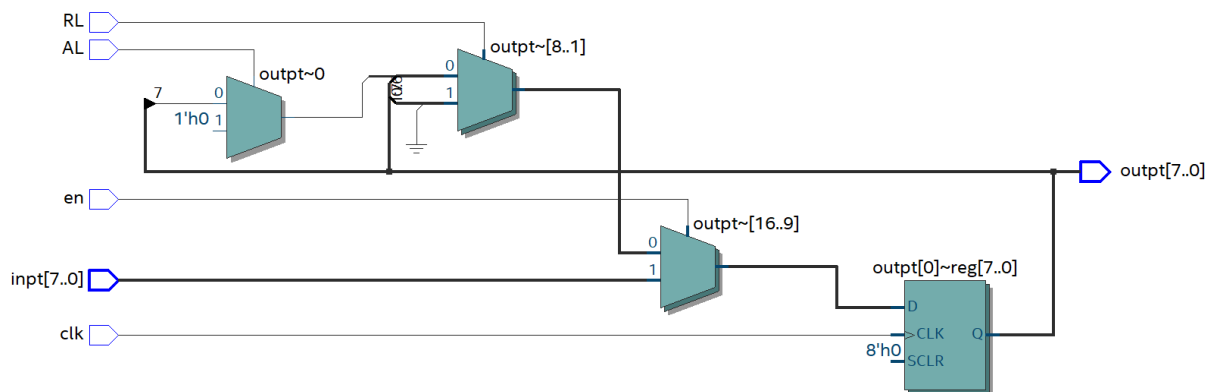 RL
AL
outpt~[8..1]
outpt~0
0
7
0
1
1'h0
1
outpt[7..0]
en
outpt~[16..9]
0
1
inpt[7..0]
outpt[0]~reg[7..0]
D
clk
>CLK
Q
8'h0
SCLR